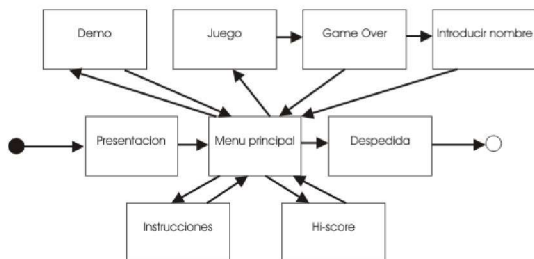 Demo
Juego
Game Over
Introducir nombre
Presentacion
Menu principal
Despedida
Instrucciones
Hi-score